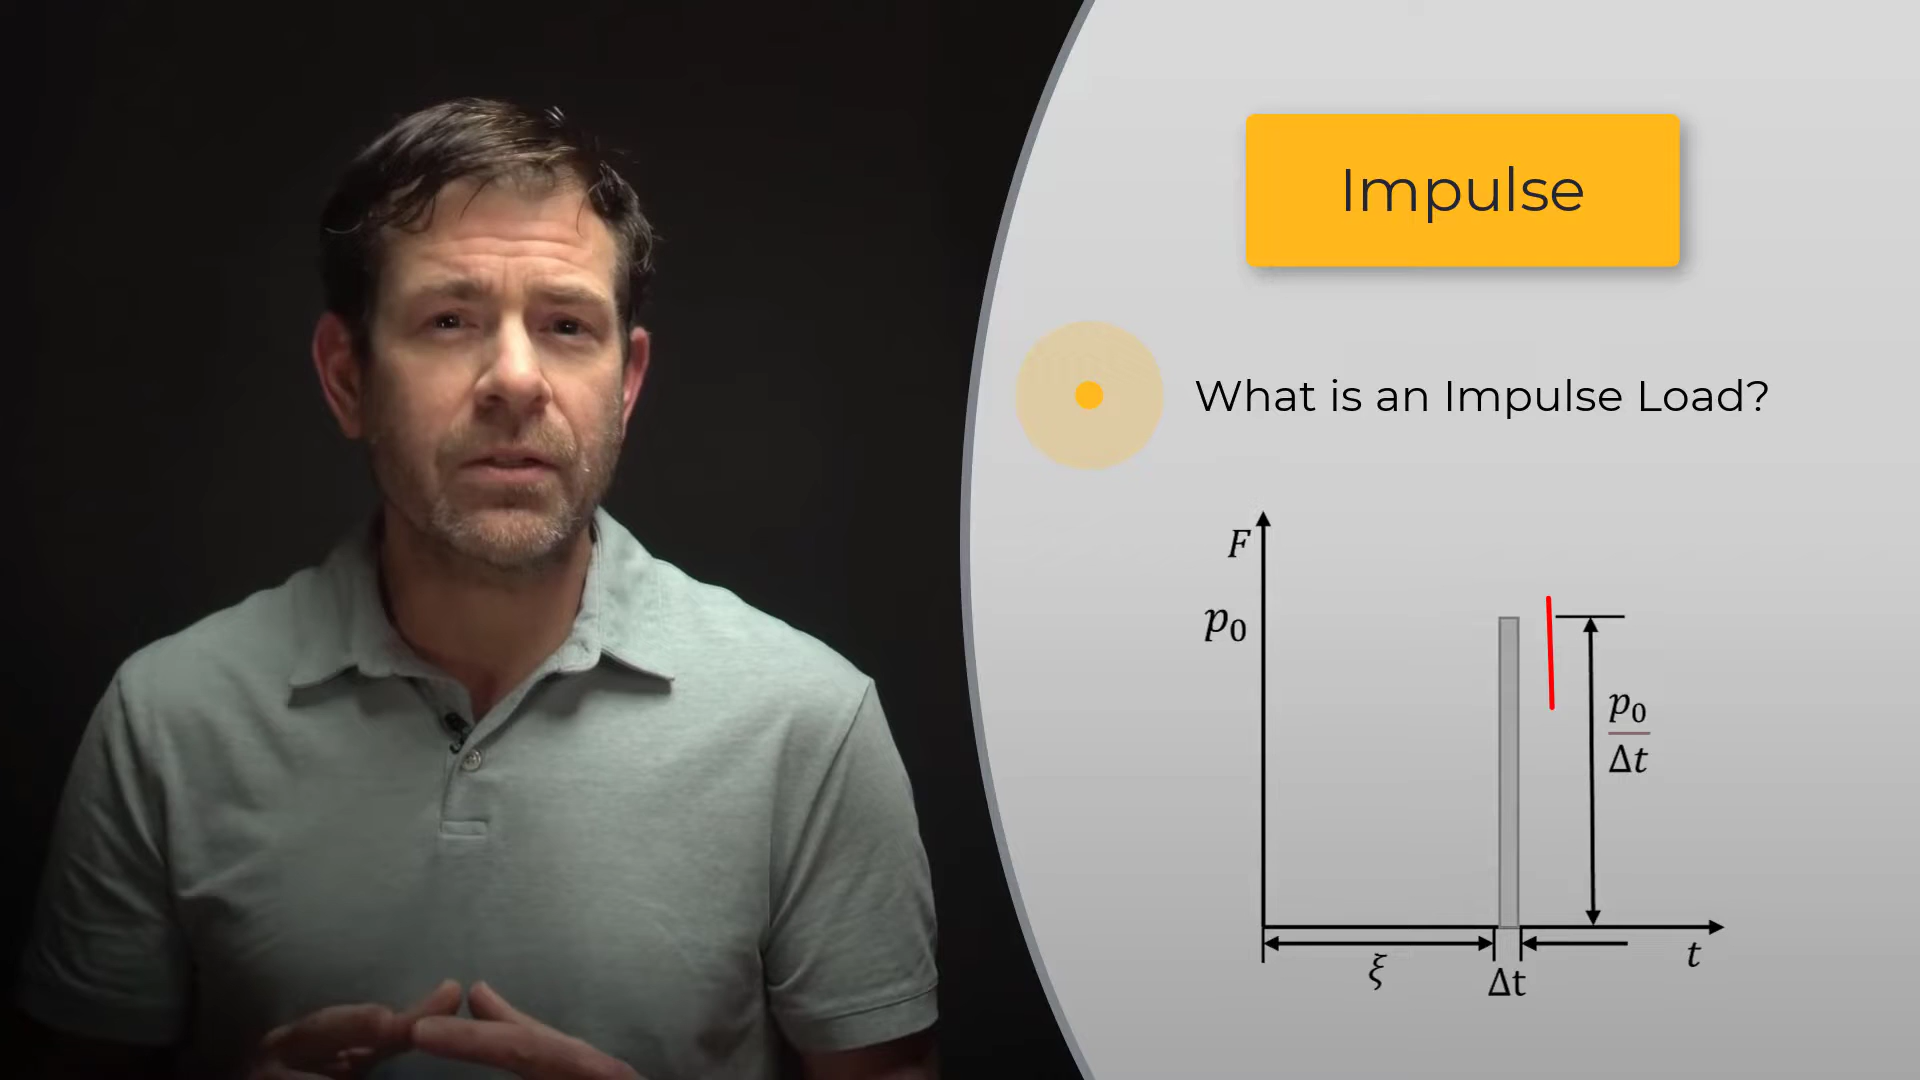 Impulse
What is an Impulse Load?
F
p₀
p₀
Δt
ξ
Δt
t